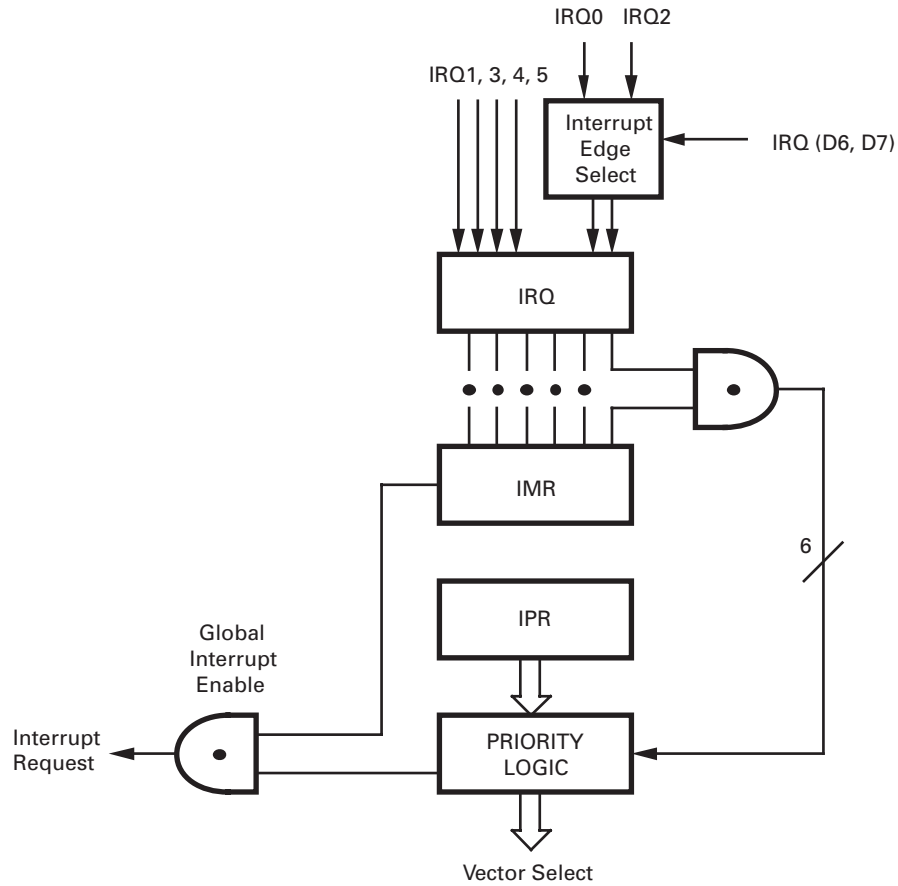 IRQ0 IRQ2
IRQ1, 3, 4, 5
Interrupt
Edge
Select
IRQ (D6, D7)
IRQ
IMR
6
IPR
Global
Interrupt
Enable
Interrupt
Request
PRIORITY
LOGIC
Vector Select